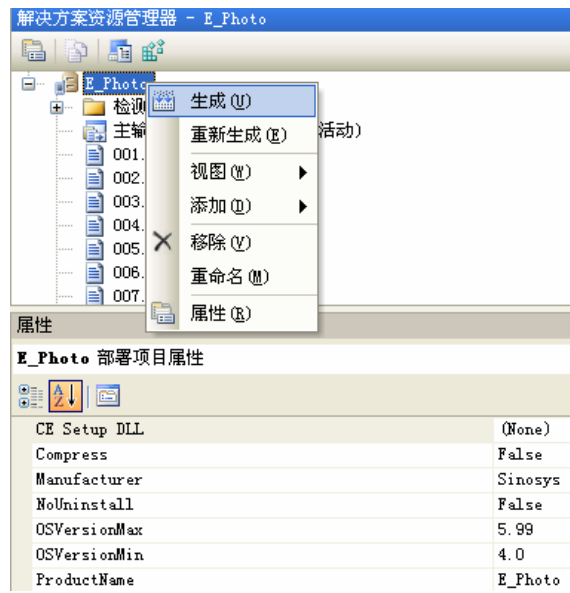 解决方案资源管理器 - E_Photo
E_Photo
检测
主输 活动)
001.
002.
003.
004.
005.
006.
007.
生成(U)
重新生成(E)
视图(W)
添加(D)
移除(V)
重命名(M)
属性(R)
属性
E_Photo 部署项目属性
CE Setup DLL (None)
Compress False
Manufacturer Sinosys
NoUninstall False
OSVersionMax 5.99
OSVersionMin 4.0
ProductName E_Photo